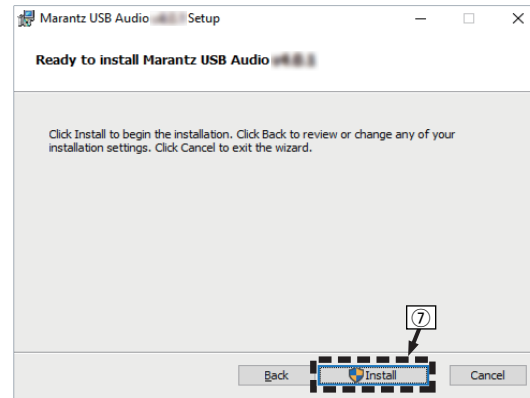 Marantz USB Audio Setup
Ready to install Marantz USB Audio
Click Install to begin the installation. Click Back to review or change any of your
installation settings. Click Cancel to exit the wizard.
⑦
Back Install Cancel